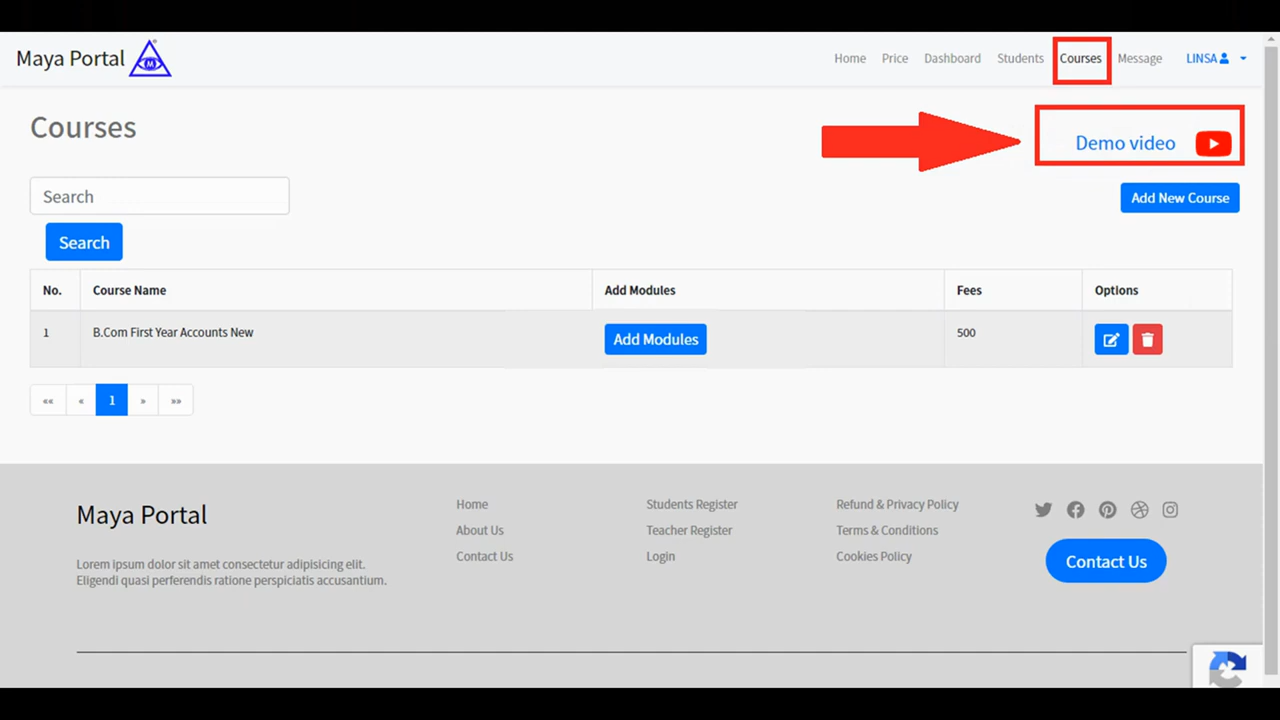 Maya Portal
Home Price Dashboard Students Courses Message LINSA
Courses
Demo video
Search
Add New Course
Search
No. Course Name Add Modules Fees Options
1 B.Com First Year Accounts New Add Modules 500
«« « 1 » »»
Maya Portal
Lorem ipsum dolor sit amet consectetur adipisicing elit.
Eligendi quasi perferendis ratione perspiciatis accusantium.
Home
About Us
Contact Us
Students Register
Teacher Register
Login
Refund & Privacy Policy
Terms & Conditions
Cookies Policy
Contact Us